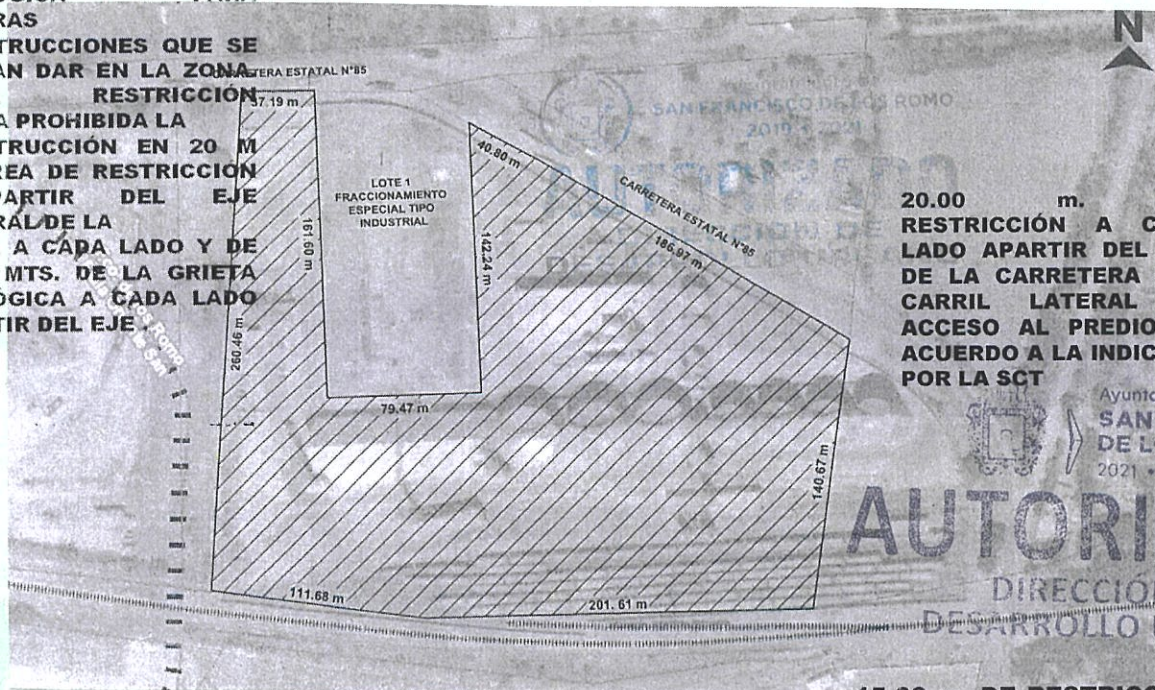 RAS
TRUCCIONES QUE SE
AN DAR EN LA ZONA
RESTRICCIÓN
A PROHIBIDA LA
TRUCCIÓN EN 20 M
REA DE RESTRICCIÓN
PARTIR DEL EJE
RAL DE LA
A CADA LADO Y DE
MTS. DE LA GRIETA
ÓGICA A CADA LADO
TIR DEL EJE.
CARRETERA ESTATAL N°85
37.19 m
161.60 m
260.46 m
LOTE 1
FRACCIONAMIENTO
ESPECIAL TIPO
INDUSTRIAL
142.24 m
79.47 m
40.80 m
CARRETERA ESTATAL N°85
186.97 m
140.67 m
111.68 m
201. 61 m
SAN FRANCISCO DE LOS ROMO
2019 - 2021
N
20.00 m.
RESTRICCIÓN A C
LADO APARTIR DEL
DE LA CARRETERA
CARRIL LATERAL
ACCESO AL PREDIO
ACUERDO A LA INDIC
POR LA SCT
Ayunta
SAN
DE L
2021 •
AUTORI
DIRECCIO
DESARROLLO